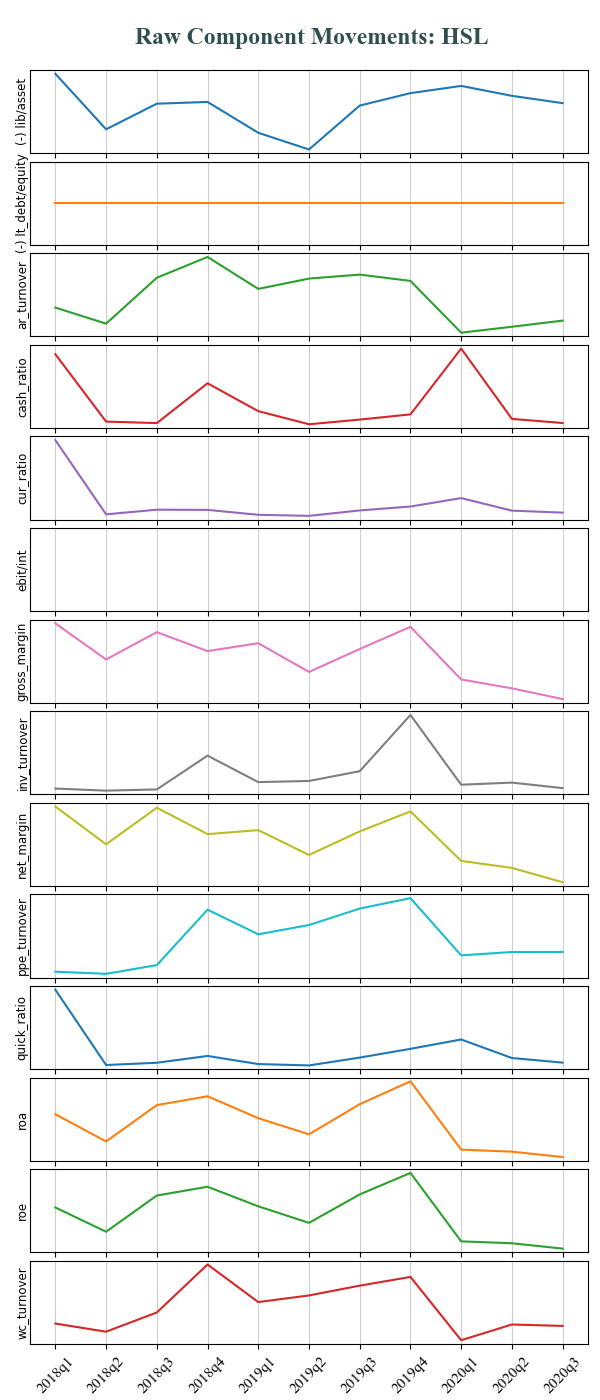 Raw Component Movements: HSL
(-) lib/asset
(-) lt_debt/equity
ar_turnover
cash_ratio
cur_ratio
ebit/int
gross_margin
inv_turnover
net_margin
ppe_turnover
quick_ratio
roa
roe
wc_turnover
2018q1 2018q2 2018q3 2018q4 2019q1 2019q2 2019q3 2019q4 2020q1 2020q2 2020q3